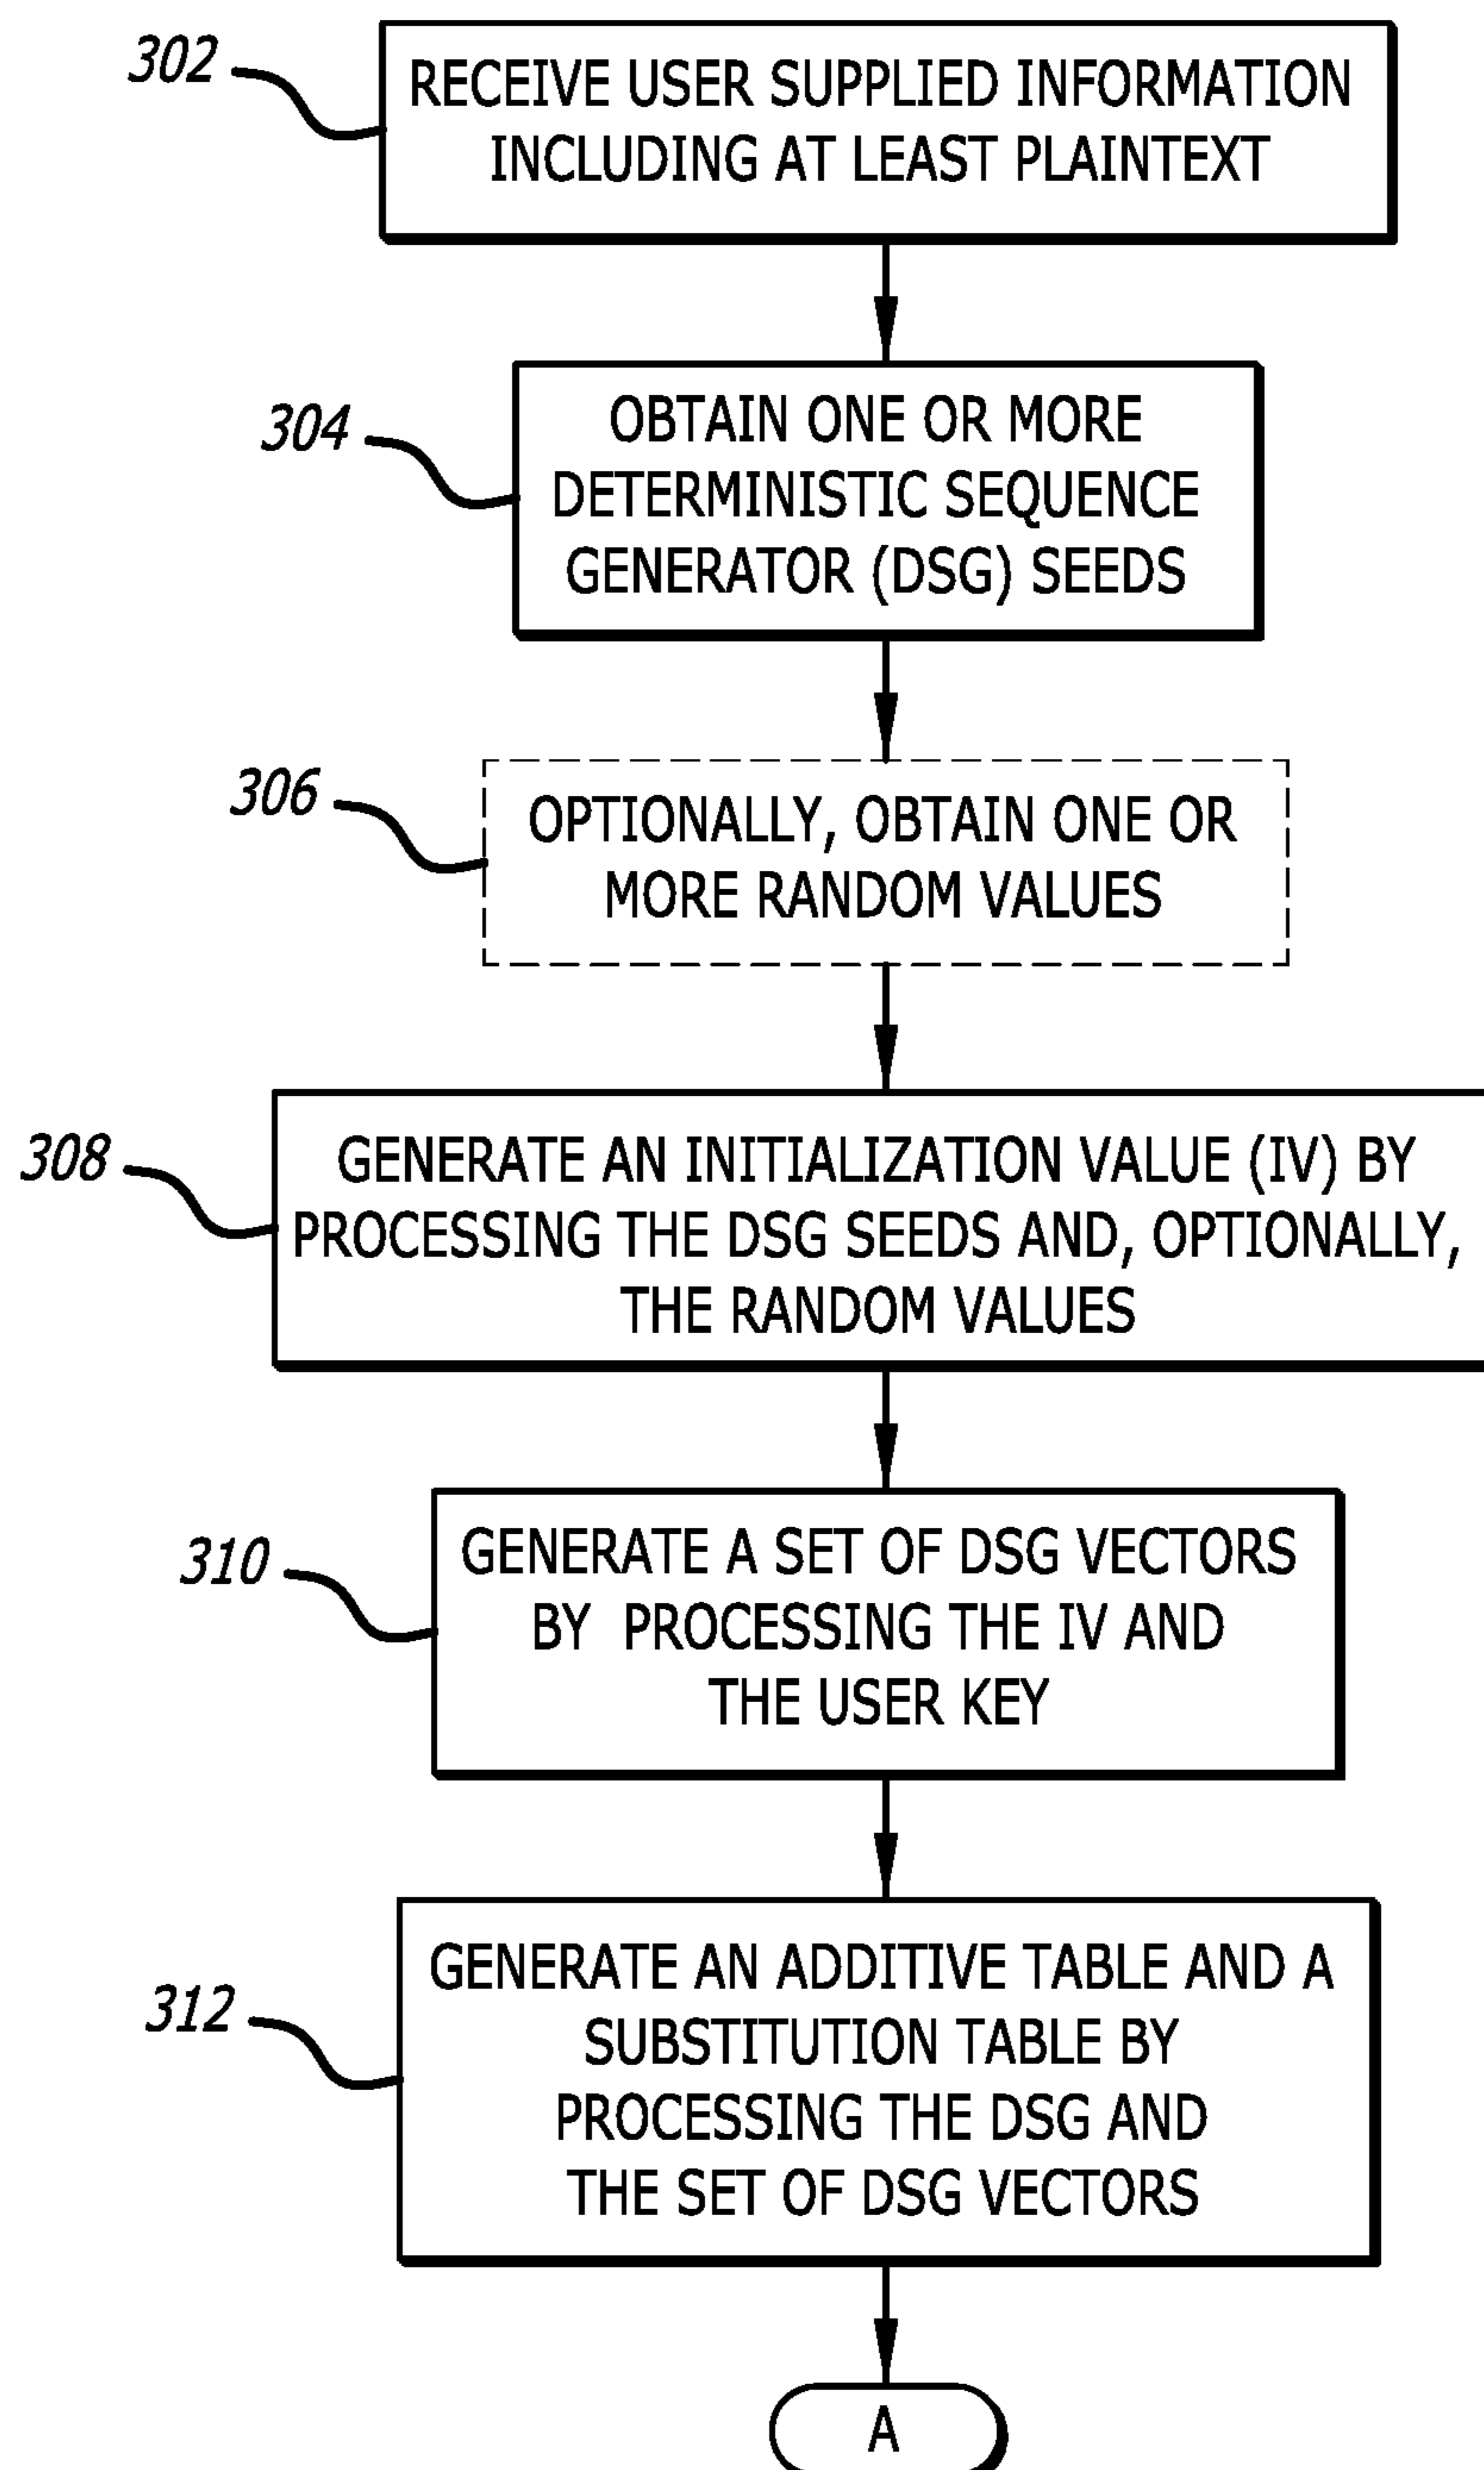 302
RECEIVE USER SUPPLIED INFORMATION
INCLUDING AT LEAST PLAINTEXT
304
OBTAIN ONE OR MORE
DETERMINISTIC SEQUENCE
GENERATOR (DSG) SEEDS
306
OPTIONALLY, OBTAIN ONE OR
MORE RANDOM VALUES
308
GENERATE AN INITIALIZATION VALUE (IV) BY
PROCESSING THE DSG SEEDS AND, OPTIONALLY,
THE RANDOM VALUES
310
GENERATE A SET OF DSG VECTORS
BY PROCESSING THE IV AND
THE USER KEY
312
GENERATE AN ADDITIVE TABLE AND A
SUBSTITUTION TABLE BY
PROCESSING THE DSG AND
THE SET OF DSG VECTORS
A